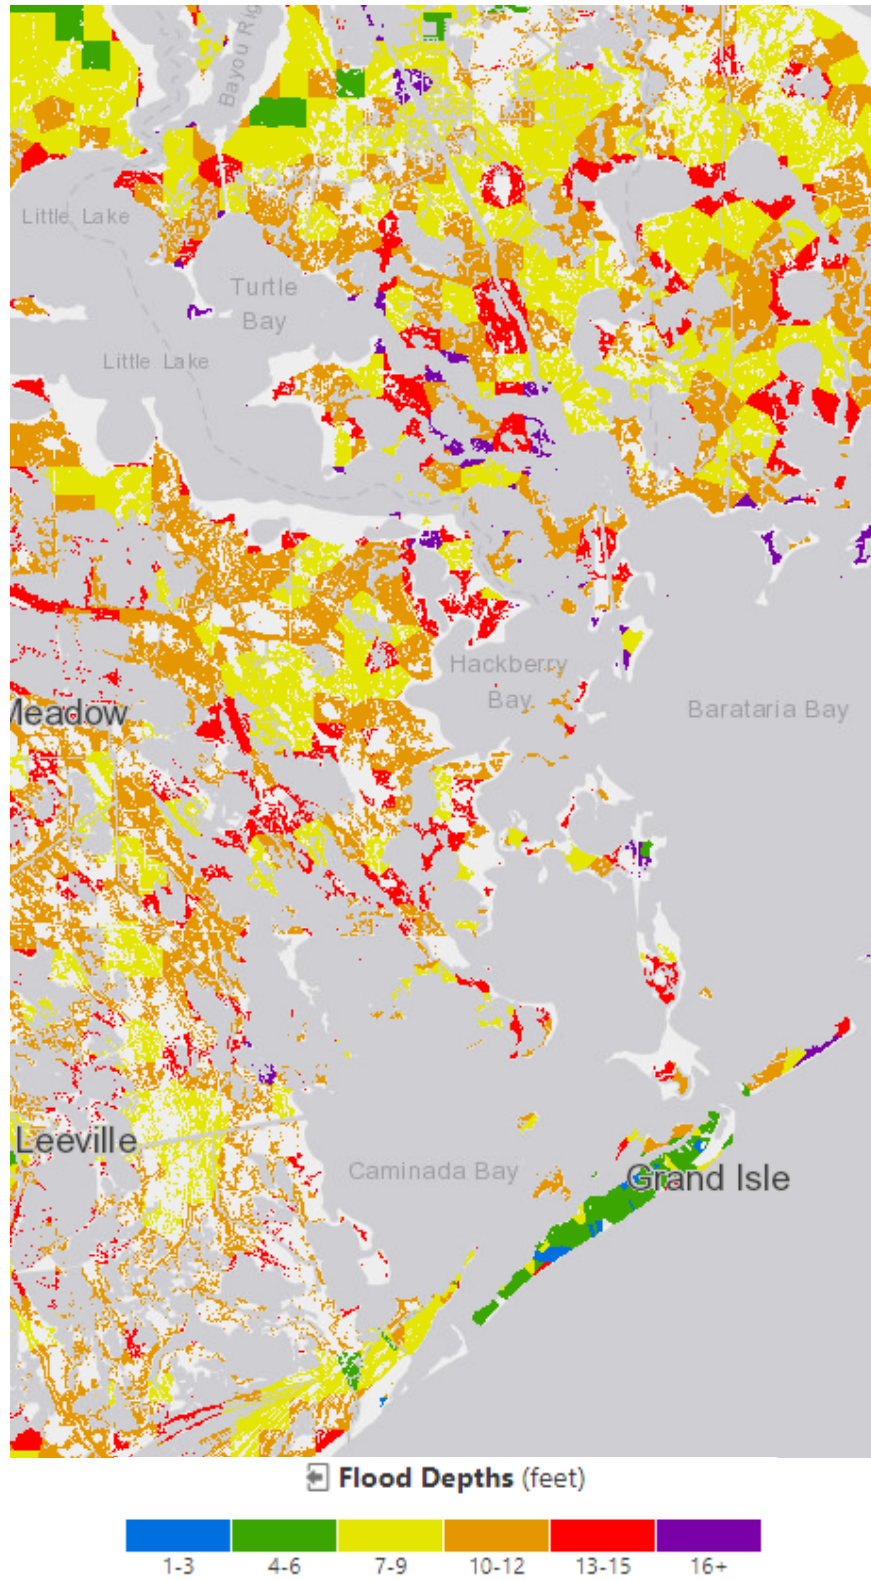 Bayou Rig
Little Lake
Turtle
Bay
Little Lake
Hackberry
Bay
Barataria Bay
Meadow
Leeville
Caminada Bay
Grand Isle
Flood Depths (feet)
1-3 4-6 7-9 10-12 13-15 16+